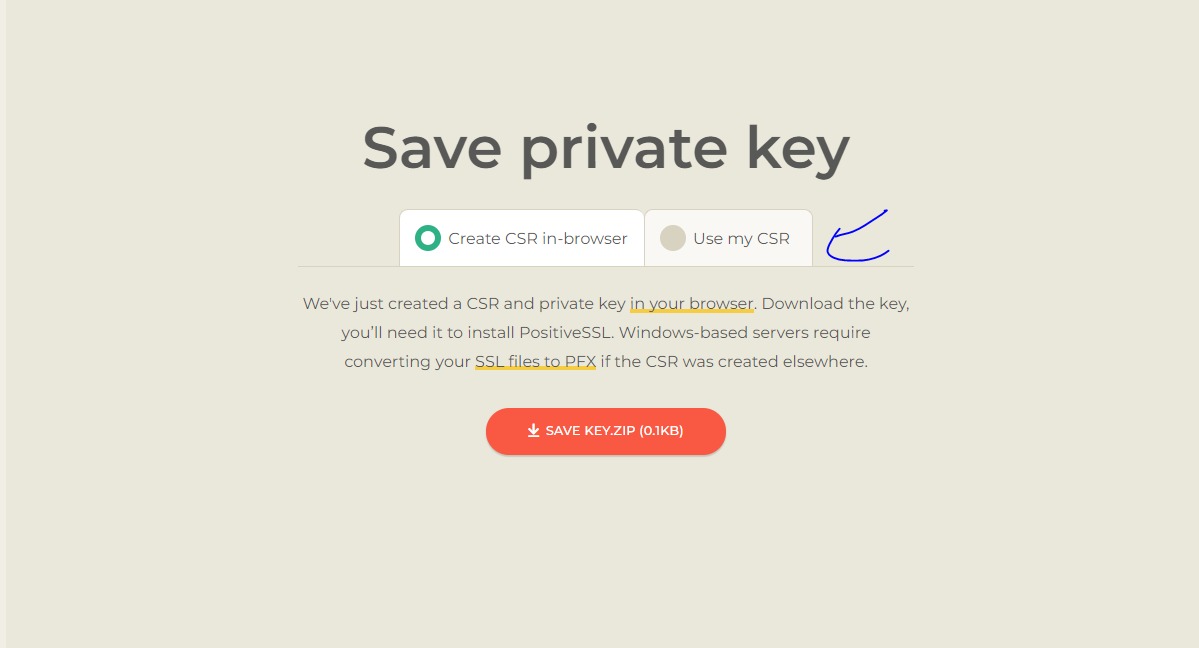 Save private key
Create CSR in-browser
Use my CSR
We've just created a CSR and private key in your browser. Download the key,
you’ll need it to install PositiveSSL. Windows-based servers require
converting your SSL files to PFX if the CSR was created elsewhere.
SAVE KEY.ZIP (0.1KB)